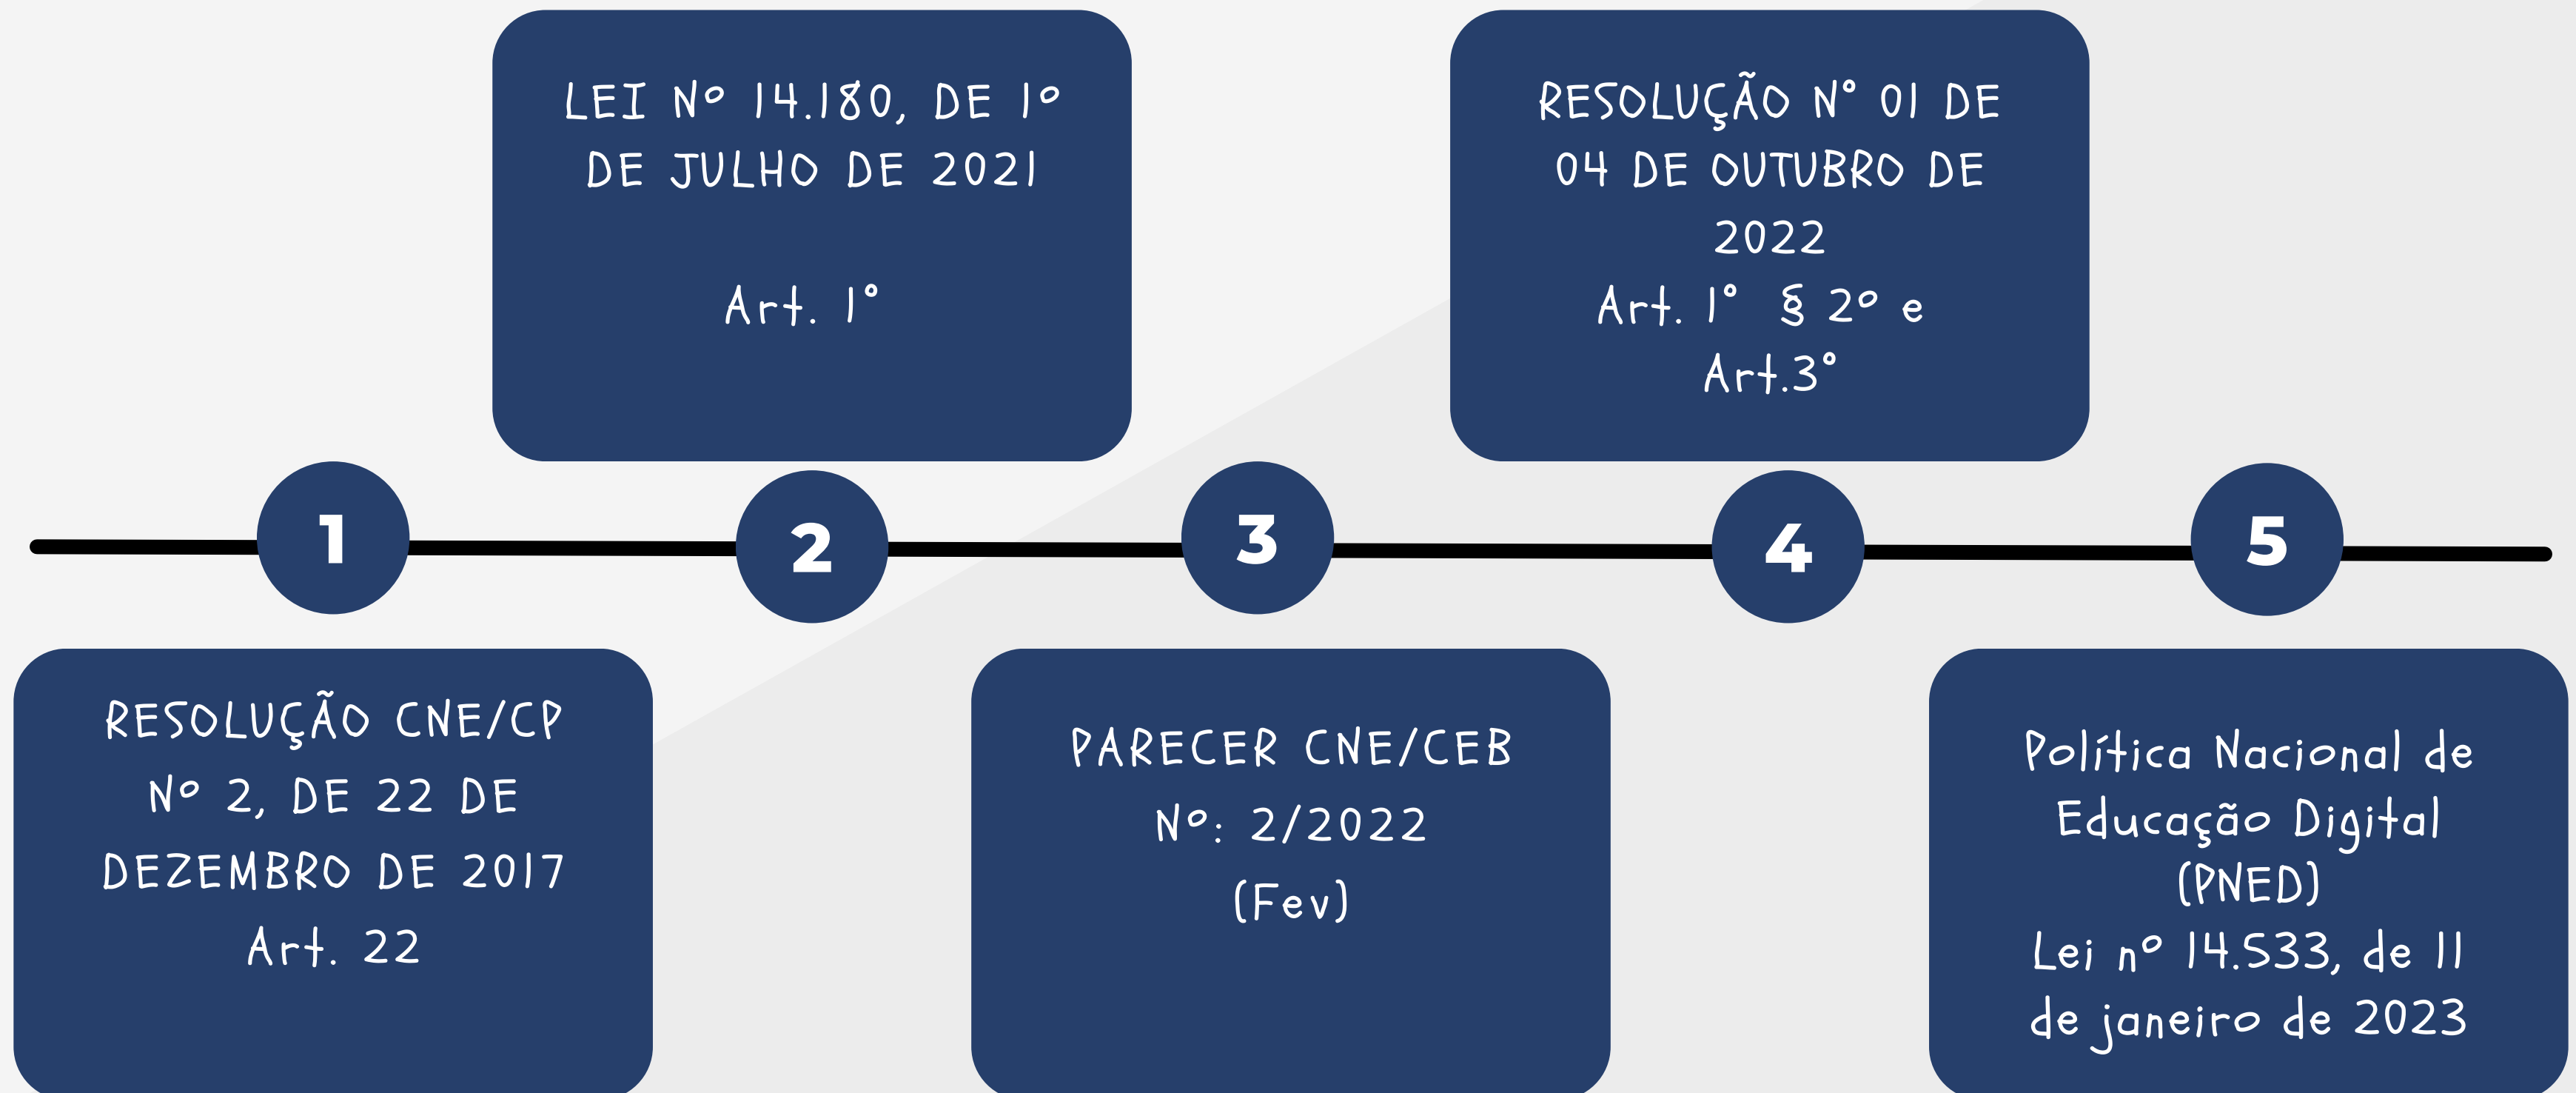 LEI Nº 14.180, DE 1º
DE JULHO DE 2021
Art. 1°
RESOLUÇÃO N° 01 DE
04 DE OUTUBRO DE
2022
Art. 1° § 2º e
Art.3°
1
2
3
4
5
RESOLUÇÃO CNE/CP
Nº 2, DE 22 DE
DEZEMBRO DE 2017
Art. 22
PARECER CNE/CEB
Nº: 2/2022
(Fev)
Política Nacional de
Educação Digital
(PNED)
Lei nº 14.533, de 11
de janeiro de 2023